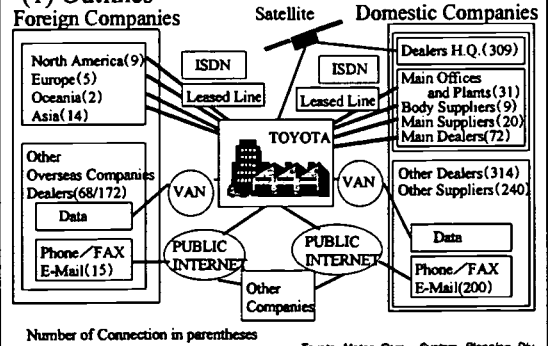 (1) Outlines
Foreign Companies
Satellite
Domestic Companies
North America(9)
Europe(5)
Oceania(2)
Asia(14)
ISDN
Leased Line
ISDN
Leased Line
Dealers H.Q.(309)
Main Offices
and Plants(31)
Body Suppliers(9)
Main Suppliers(20)
Main Dealers(72)
TOYOTA
Other
Overseas Companies
Dealers(68/172)
Data
Phone/FAX
E-Mail(15)
VAN
VAN
Other Dealers(314)
Other Suppliers(240)
Data
Phone/FAX
E-Mail(200)
PUBLIC
INTERNET
PUBLIC
INTERNET
Other
Companies
Number of Connection in parentheses